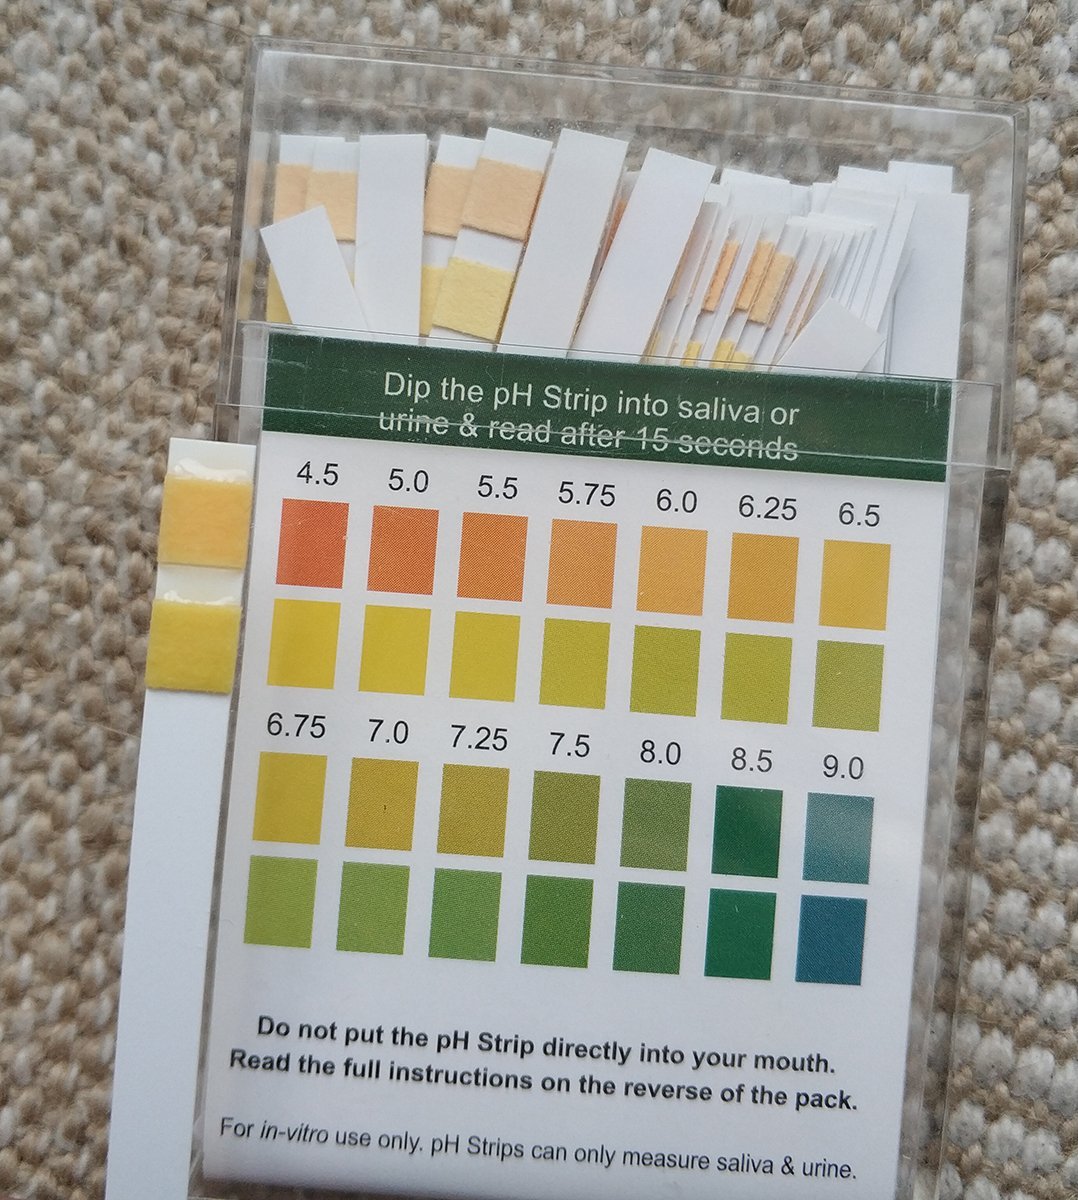 Dip the pH Strip into saliva or
urine & read after 15 seconds
4.5 5.0 5.5 5.75 6.0 6.25 6.5
6.75 7.0 7.25 7.5 8.0 8.5 9.0
Do not put the pH Strip directly into your mouth.
Read the full instructions on the reverse of the pack.
For in-vitro use only. pH Strips can only measure saliva & urine.